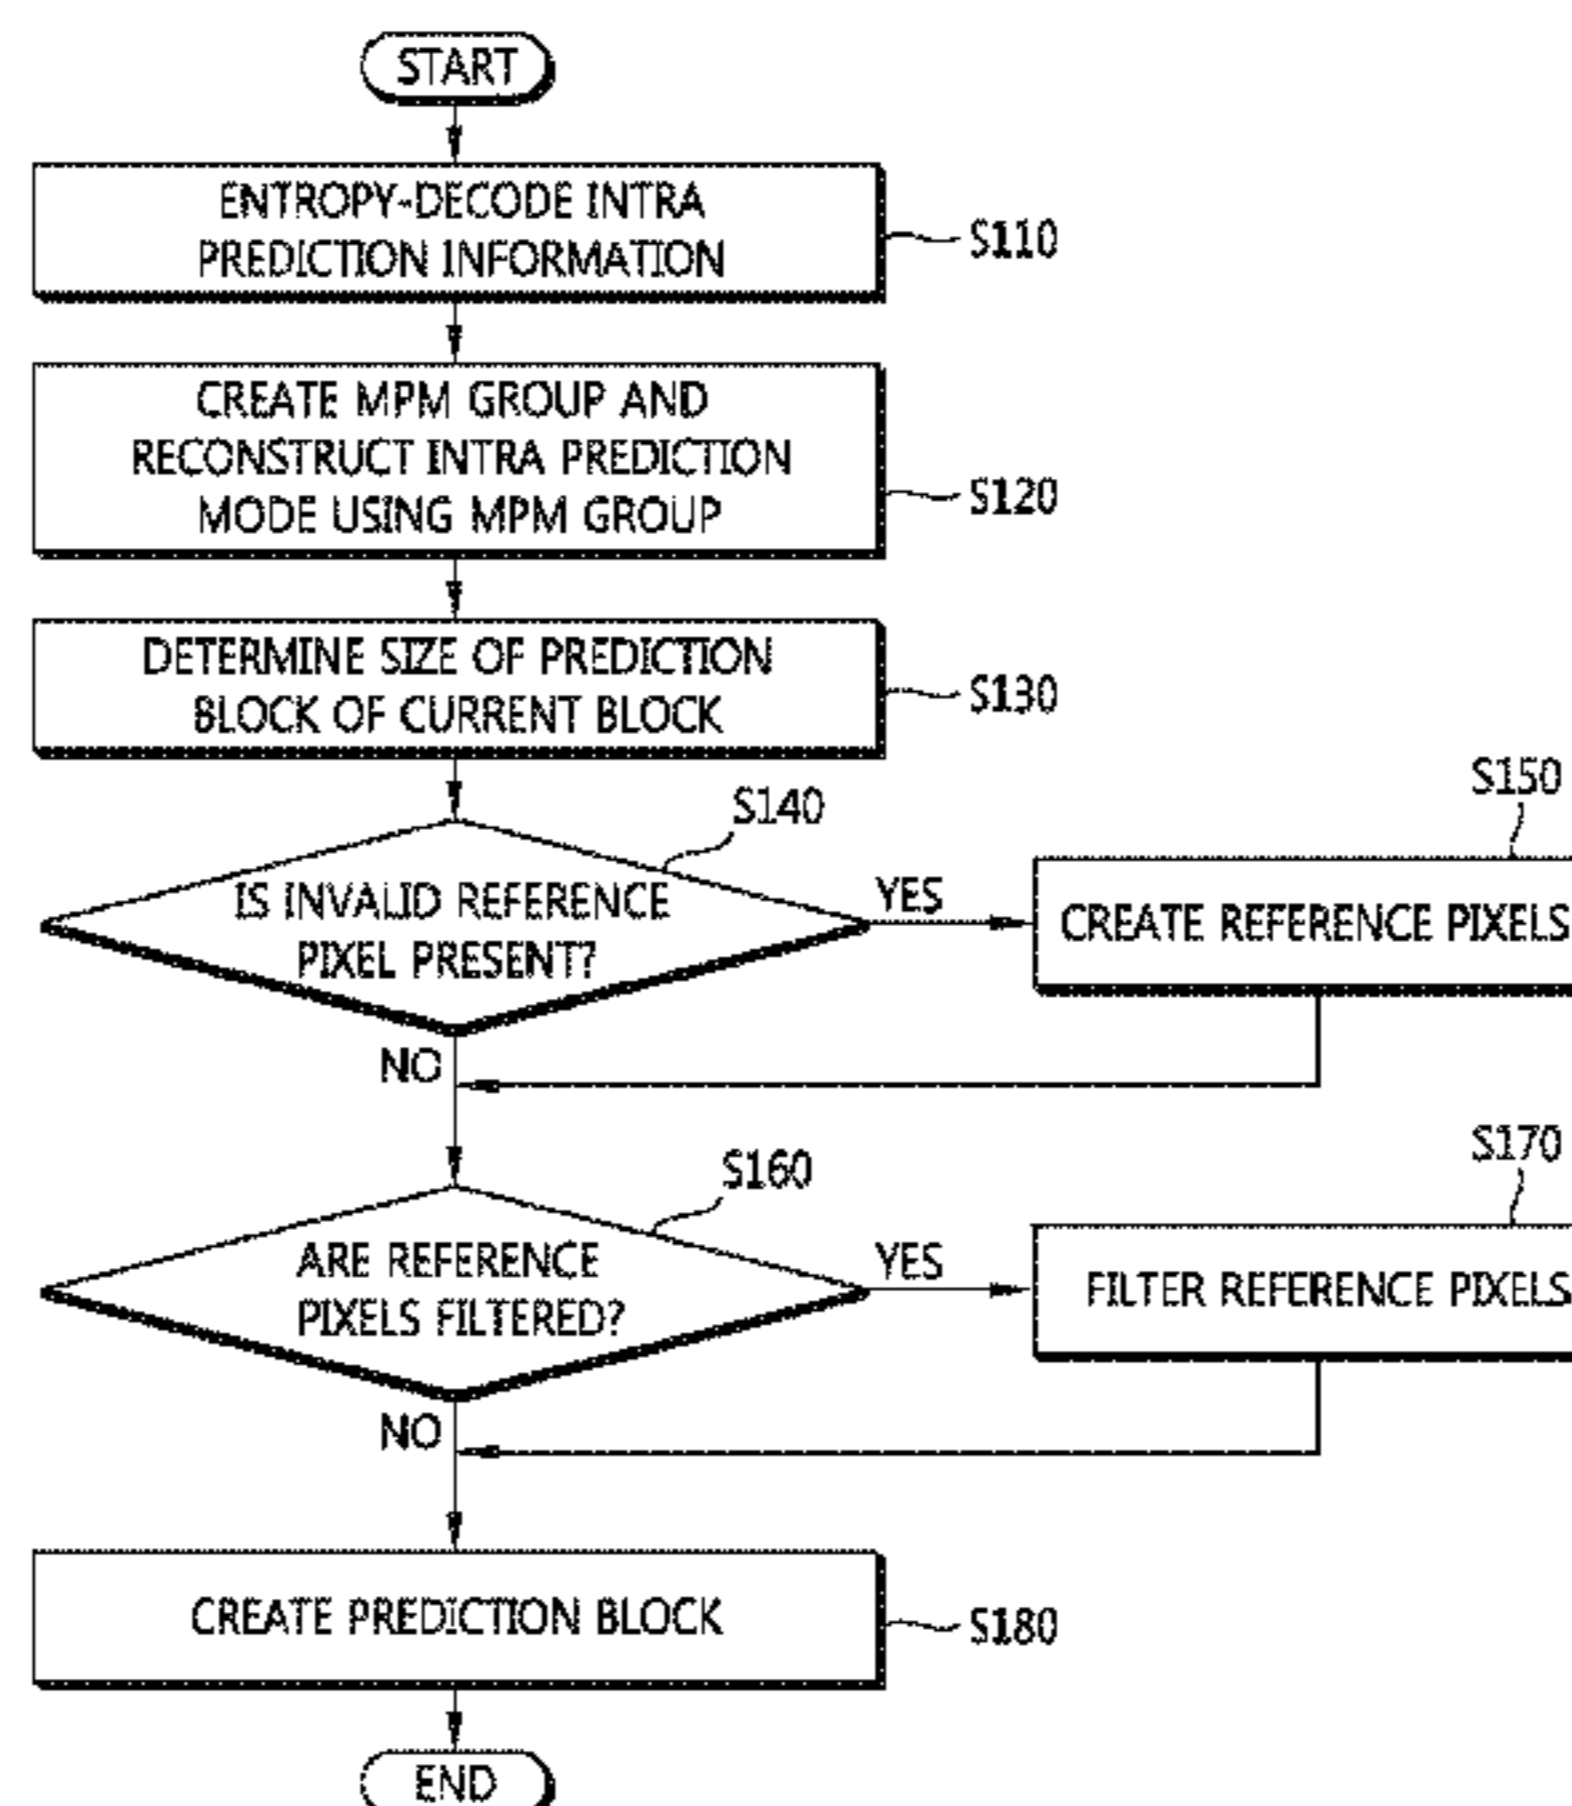 START
ENTROPY-DECODE INTRA
PREDICTION INFORMATION
S110
CREATE MPM GROUP AND
RECONSTRUCT INTRA PREDICTION
MODE USING MPM GROUP
S120
DETERMINE SIZE OF PREDICTION
BLOCK OF CURRENT BLOCK
S130
S140
IS INVALID REFERENCE
PIXEL PRESENT?
YES
S150
CREATE REFERENCE PIXELS
NO
S160
ARE REFERENCE
PIXELS FILTERED?
YES
S170
FILTER REFERENCE PIXELS
NO
CREATE PREDICTION BLOCK
S180
END